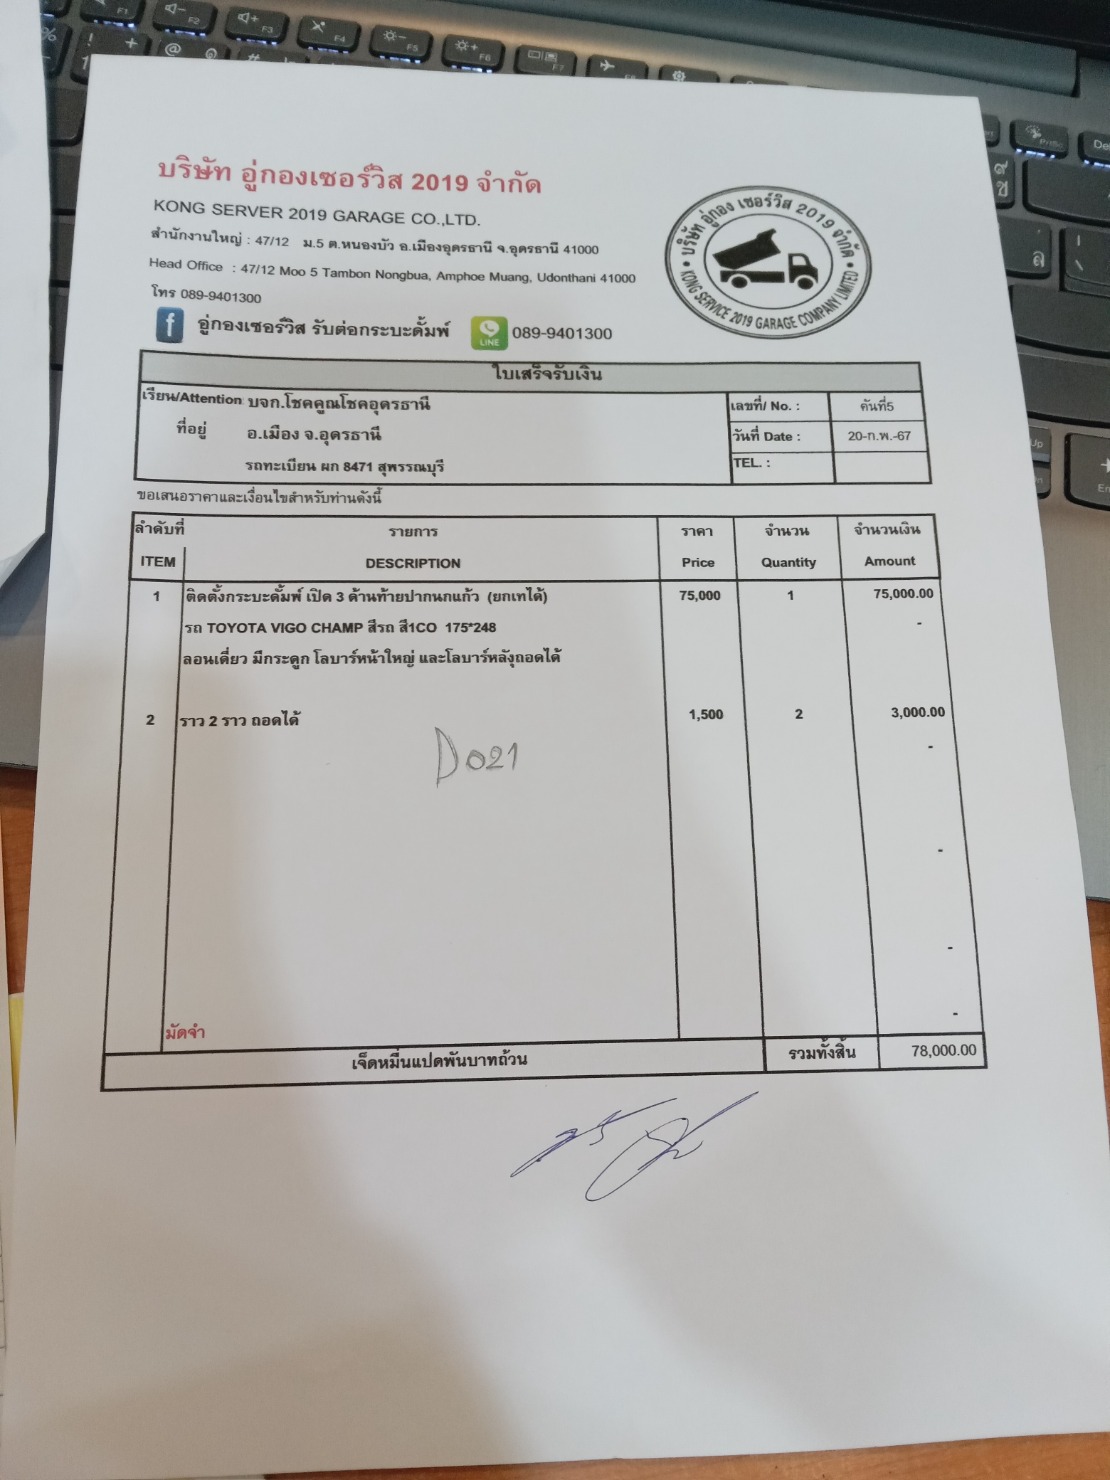 บริษัท อู่กองเซอร์วิส 2019 จำกัด
KONG SERVER 2019 GARAGE CO.,LTD.
สำนักงานใหญ่ : 47/12 ม.5 ต.หนองบัว อ.เมืองอุดรธานี จ.อุดรธานี 41000
Head Office : 47/12 Moo 5 Tambon Nongbua, Amphoe Muang, Udonthani 41000
โทร 089-9401300
f อู่กองเซอร์วิส รับต่อกระบะดั้มพ์ LINE 089-9401300
บริษัท อู่กอง เซอร์วิส 2019 จำกัด
KONG SERVICE 2019 GARAGE COMPANY LIMITED
ใบเสร็จรับเงิน
เรียน/Attention บจก.โชคคูณโชคอุดรธานี เลขที่/ No. : คันที่5
ที่อยู่ อ.เมือง จ.อุดรธานี วันที่ Date : 20-ก.พ.-67
รถทะเบียน ผก 8471 สุพรรณบุรี TEL. :
ขอเสนอราคาและเงื่อนไขสำหรับท่านดังนี้
ลำดับที่ รายการ ราคา จำนวน จำนวนเงิน
ITEM DESCRIPTION Price Quantity Amount
1 ติดตั้งกระบะดั้มพ์ เปิด 3 ด้านท้ายปากนกแก้ว (ยกเทได้) 75,000 1 75,000.00
รถ TOYOTA VIGO CHAMP สีรถ สี1CO 175*248 -
ลอนเดี่ยว มีกระดูก โลบาร์หน้าใหญ่ และโลบาร์หลังถอดได้
2 ราว 2 ราว ถอดได้ 1,500 2 3,000.00
D021 -
-
-
-
มัดจำ
เจ็ดหมื่นแปดพันบาทถ้วน รวมทั้งสิ้น 78,000.00